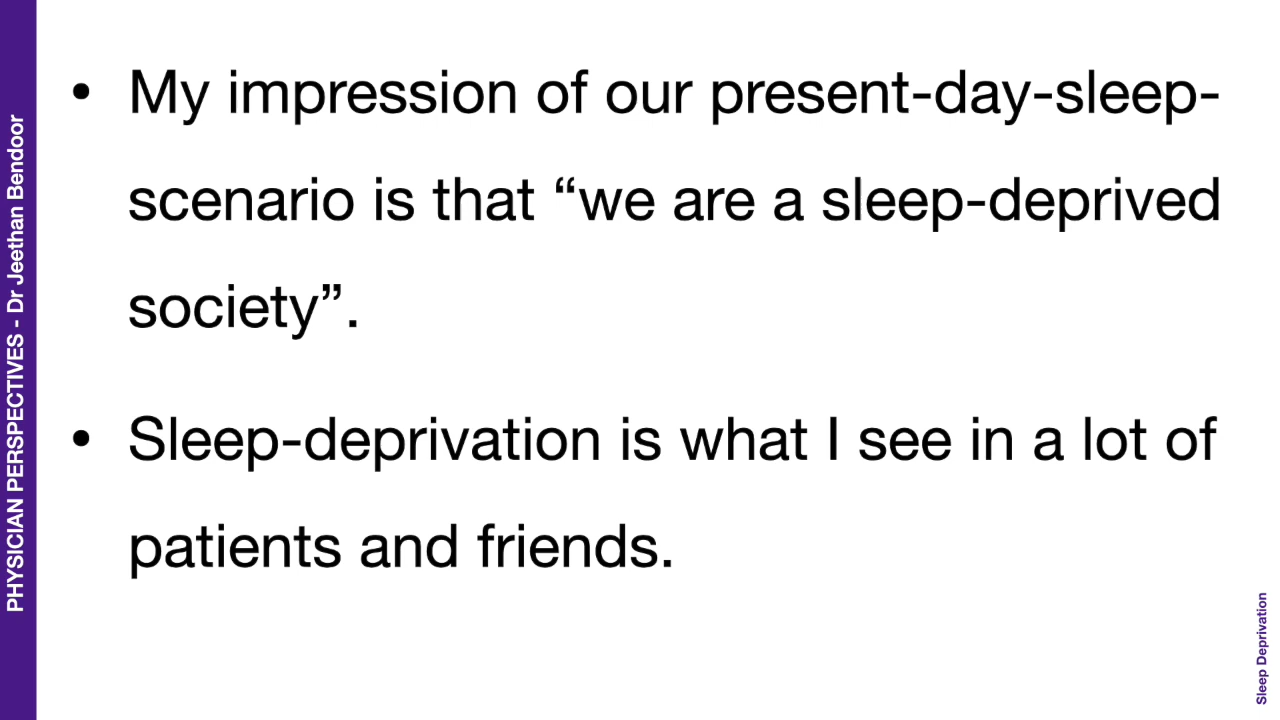 • My impression of our present-day-sleep-
scenario is that “we are a sleep-deprived
society”.
• Sleep-deprivation is what I see in a lot of
patients and friends.
PHYSICIAN PERSPECTIVES - Dr Jeethan Bendoor
Sleep Deprivation